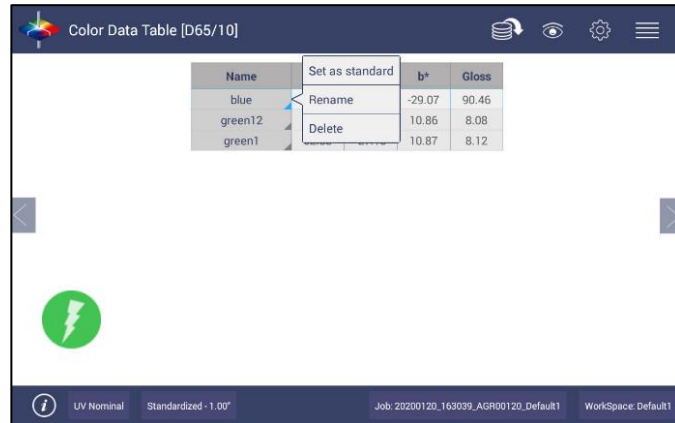 Color Data Table [D65/10]
Name b* Gloss
Set as standard
Rename
Delete
blue -29.07 90.46
green12 10.86 8.08
green1 10.87 8.12
i UV Nominal Standardized - 1.00" Job: 20200120_163039_AGR00120_Default1 WorkSpace: Default1